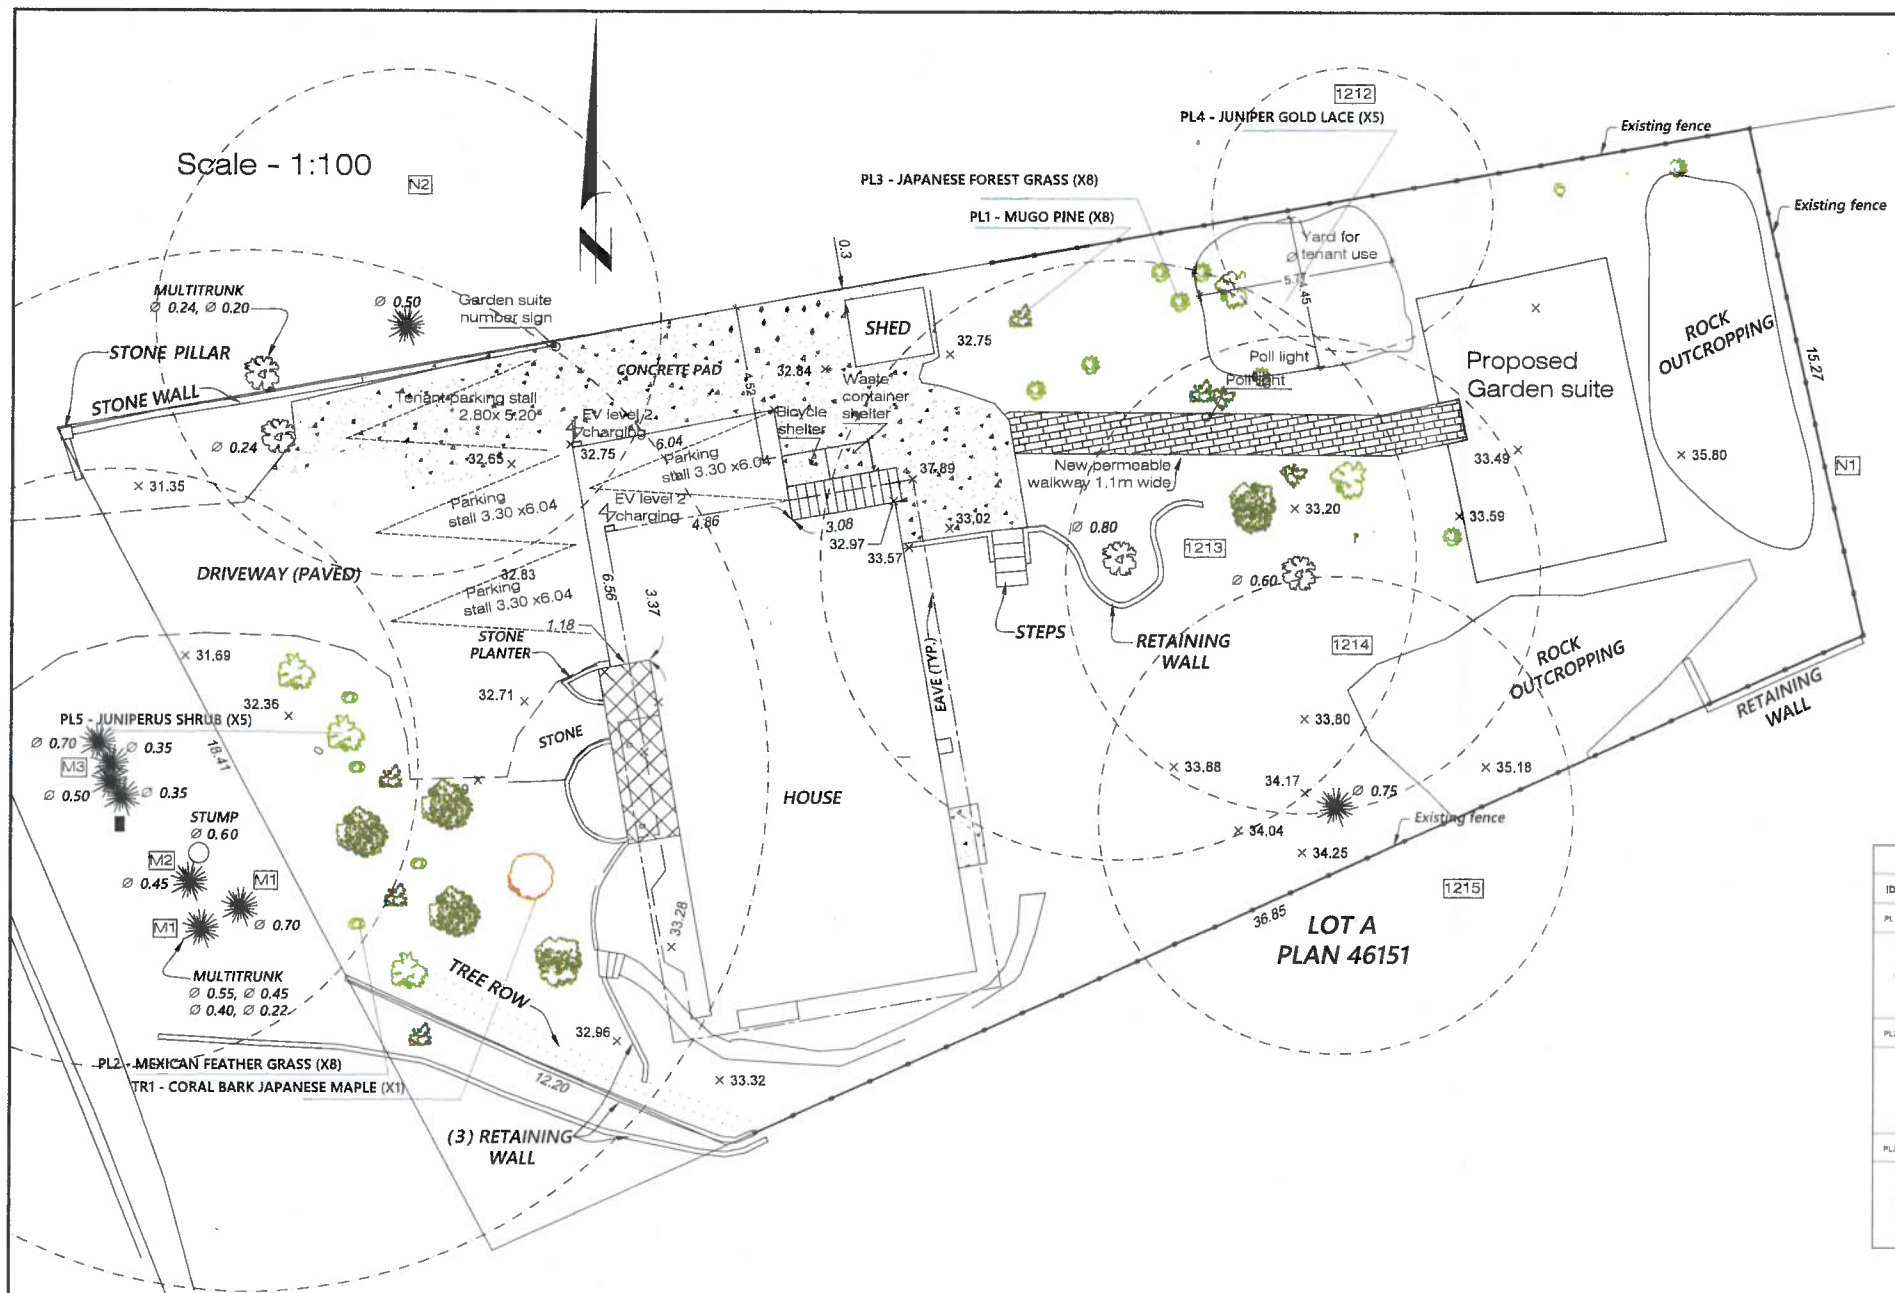 1212
PL4 - JUNIPER GOLD LACE (X5)
Existing fence
Scale - 1:100
N2
PL3 - JAPANESE FOREST GRASS (X8)
PL1 - MUGO PINE (X8)
Existing fence
N
0.3
Yard for
tenant use
MULTITRUNK
Ø 0.24, Ø 0.20
Ø 0.50
Garden suite
number sign
SHED
32.75
ROCK
OUTCROPPING
15.27
STONE PILLAR
STONE WALL
CONCRETE PAD
4.52
32.84
Poll light
Poll light
Proposed
Garden suite
Tenant parking stall
2.80x 5.20
EV level 2
charging
Bicycle
shelter
Waste
container
shelter
Ø 0.24
32.65
32.75
6.04
Parking
stall 3.30 x6.04
37.89
New permeable
walkway 1.1m wide
33.49
35.80
N1
31.35
Parking
stall 3.30 x6.04
EV level 2
charging
4.86
3.08
32.97
33.57
33.02
Ø 0.80
33.20
33.59
1213
DRIVEWAY (PAVED)
32.83
Parking
stall 3.30 x6.04
6.56
3.37
Ø 0.60
1.18
STONE
PLANTER
STEPS
RETAINING
WALL
1214
ROCK
OUTCROPPING
31.69
EAVE (TYP.)
32.71
32.36
PL5 - JUNIPERUS SHRUB (X5)
STONE
33.80
RETAINING
WALL
Ø 0.70
Ø 0.35
M3
18.41
33.88
35.18
34.17
Ø 0.75
Ø 0.50
Ø 0.35
HOUSE
STUMP
Ø 0.60
34.04
Existing fence
34.25
M2
Ø 0.45
M1
1215
M1
Ø 0.70
33.28
36.85
LOT A
PLAN 46151
MULTITRUNK
Ø 0.55, Ø 0.45
Ø 0.40, Ø 0.22
TREE ROW
32.96
PL2 - MEXICAN FEATHER GRASS (X8)
TR1 - CORAL BARK JAPANESE MAPLE (X1)
12.20
33.32
(3) RETAINING
WALL
ID